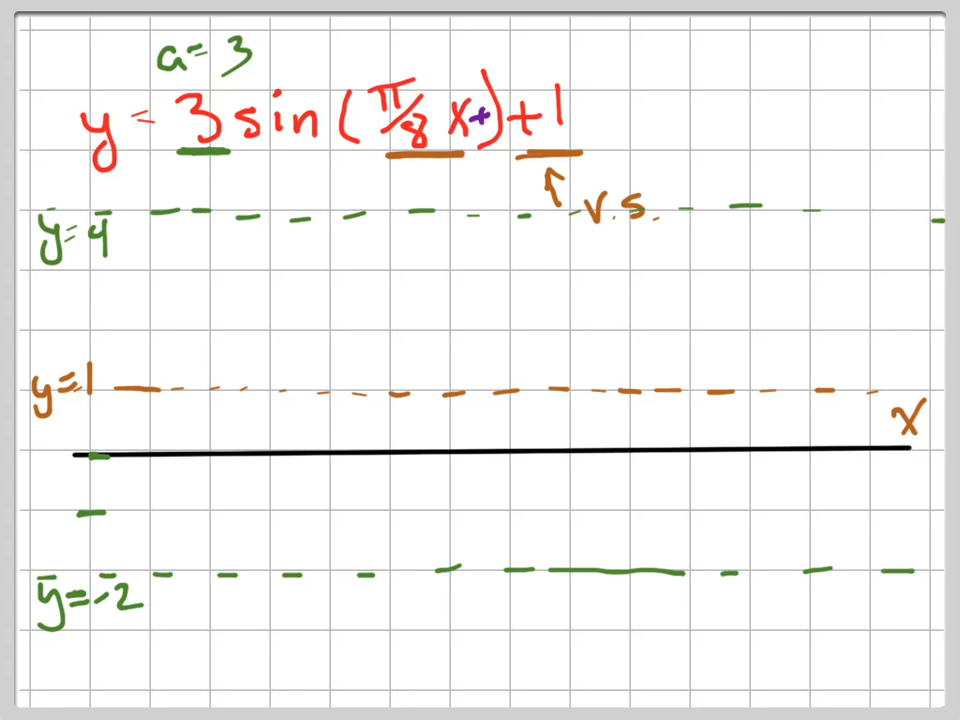 a = 3
y = 3 sin (π/8 x+) + 1
v.s.
y = 4
y = 1
x
y = -2